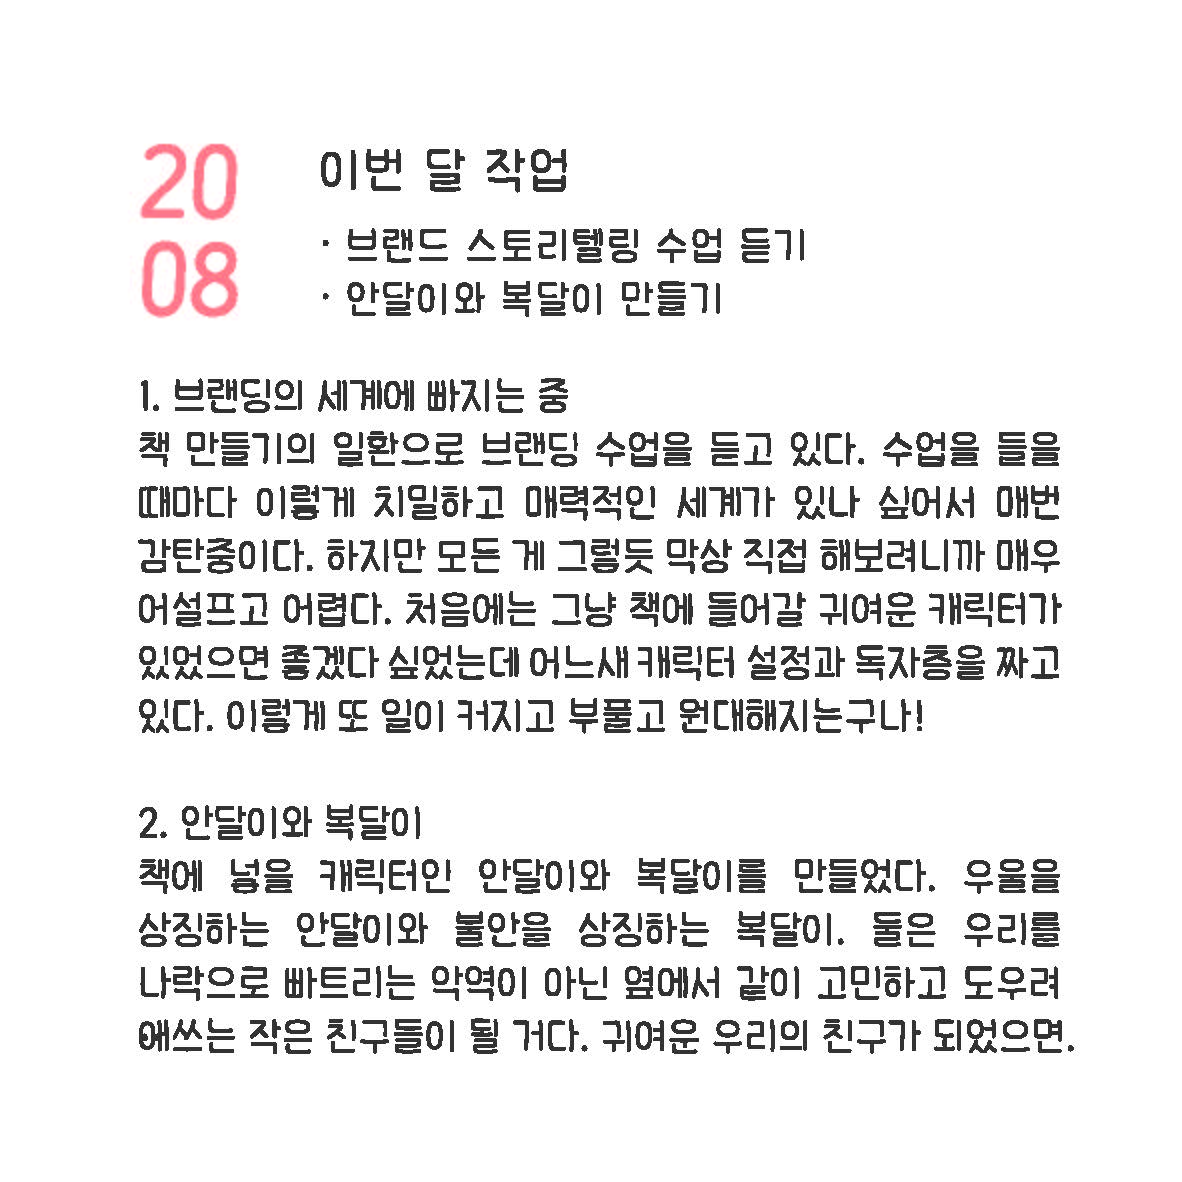 20
08
이번 달 작업
· 브랜드 스토리텔링 수업 듣기
· 안달이와 복달이 만들기
1. 브랜딩의 세계에 빠지는 중
책 만들기의 일환으로 브랜딩 수업을 듣고 있다. 수업을 들을
때마다 이렇게 치밀하고 매력적인 세계가 있나 싶어서 매번
감탄중이다. 하지만 모든 게 그렇듯 막상 직접 해보려니까 매우
어설프고 어렵다. 처음에는 그냥 책에 들어갈 귀여운 캐릭터가
있었으면 좋겠다 싶었는데 어느새 캐릭터 설정과 독자층을 짜고
있다. 이렇게 또 일이 커지고 부풀고 원대해지는구나!
2. 안달이와 복달이
책에 넣을 캐릭터인 안달이와 복달이를 만들었다. 우울을
상징하는 안달이와 불안을 상징하는 복달이. 둘은 우리를
나락으로 빠트리는 악역이 아닌 옆에서 같이 고민하고 도우려
애쓰는 작은 친구들이 될 거다. 귀여운 우리의 친구가 되었으면.